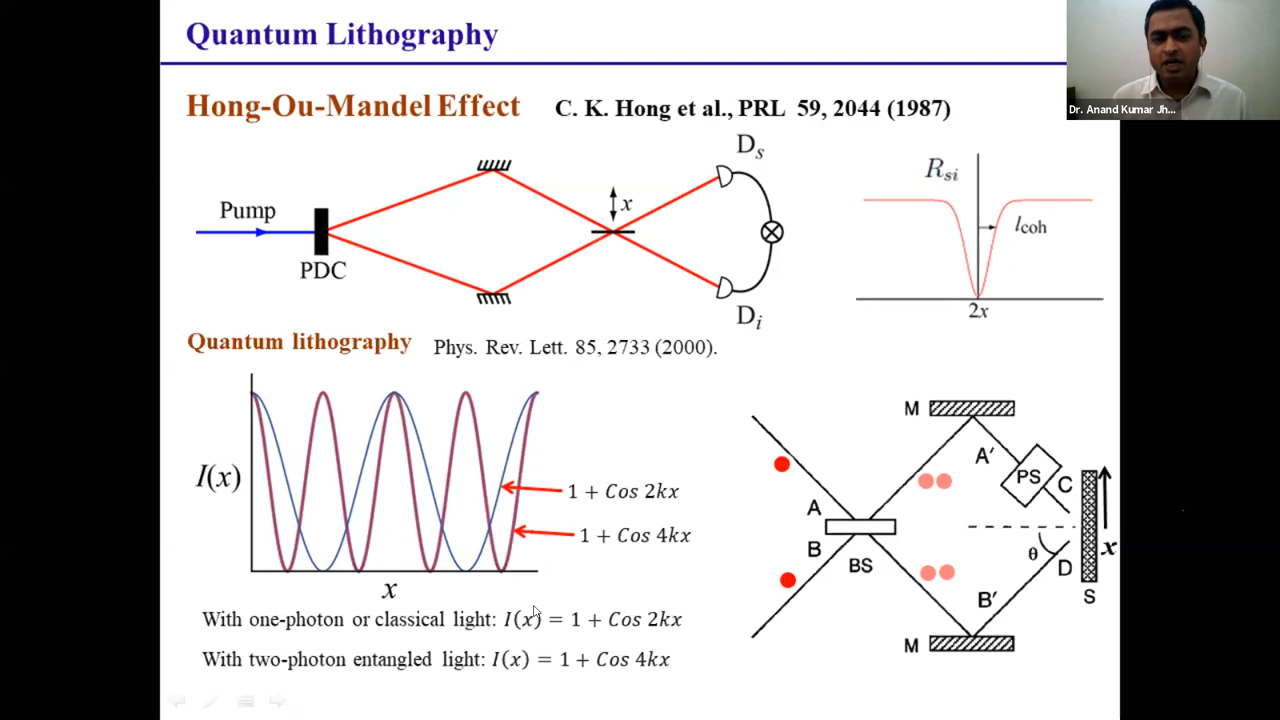 Quantum Lithography
Dr. Anand Kumar Jh...
Hong-Ou-Mandel Effect C. K. Hong et al., PRL 59, 2044 (1987)
Pump
PDC
x
Ds
Di
Rsi
lcoh
2x
Quantum lithography Phys. Rev. Lett. 85, 2733 (2000).
I(x)
1 + Cos 2kx
1 + Cos 4kx
x
With one-photon or classical light: I(x) = 1 + Cos 2kx
With two-photon entangled light: I(x) = 1 + Cos 4kx
M
A′
PS
C
A
B
BS
θ
D
x
S
B′
M